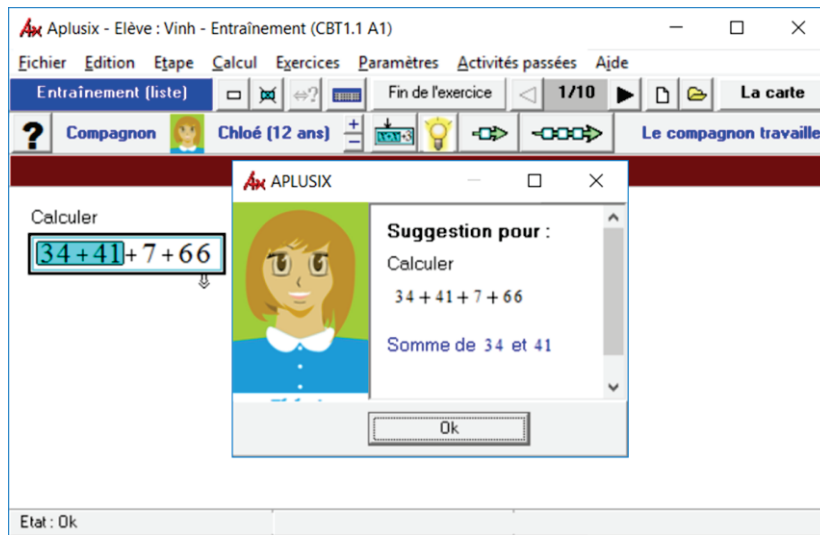 Aplusix - Elève : Vinh - Entraînement (CBT1.1 A1)
Fichier Edition Etape Calcul Exercices Paramètres Activités passées Ajde
Entraînement (liste) ⇔? Fin de l'exercice 1/10 La carte
? Compagnon Chloé (12 ans) + − Le compagnon travaille
APLUSIX
Calculer
34 + 41 + 7 + 66
Suggestion pour :
Calculer
34 + 41 + 7 + 66
Somme de 34 et 41
Ok
Etat : Ok